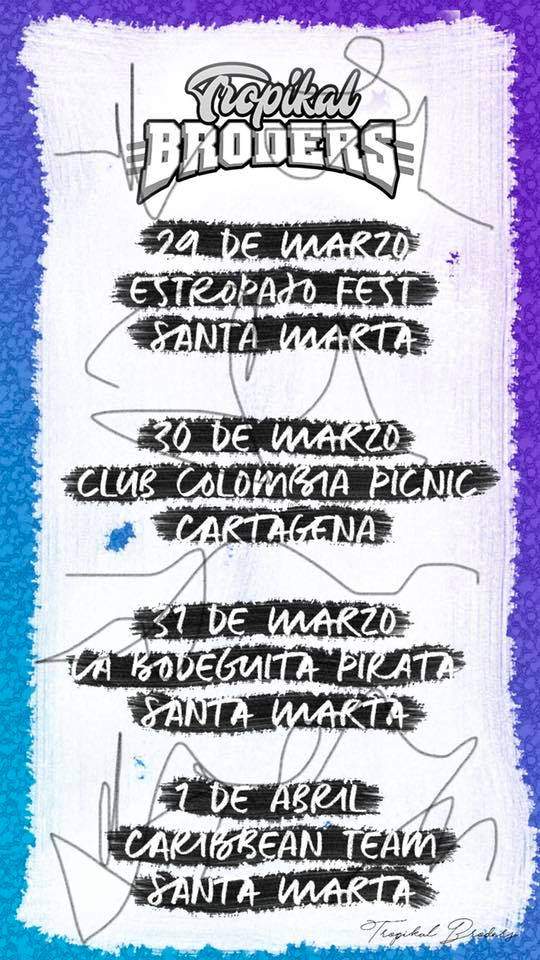 Tropikal
BRODERS
29 DE MARZO
ESTROPAJO FEST
SANTA MARTA
30 DE MARZO
CLUB COLOMBIA PICNIC
CARTAGENA
31 DE MARZO
LA BODEGUITA PIRATA
SANTA MARTA
1 DE ABRIL
CARIBBEAN TEAM
SANTA MARTA
Tropikal Broders